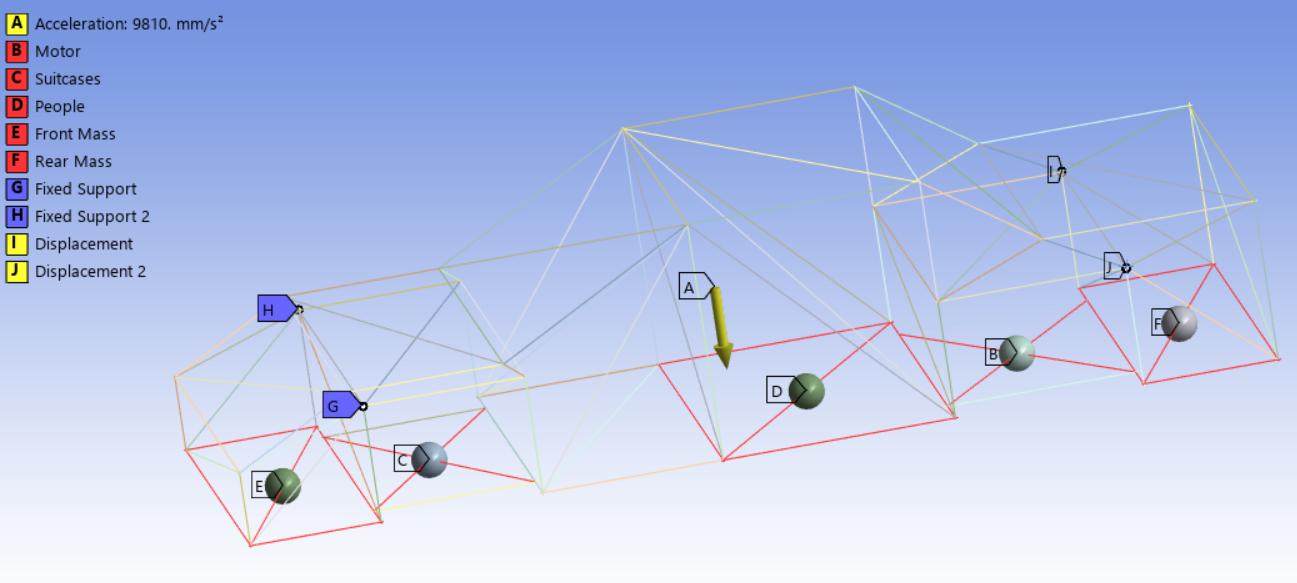 A Acceleration: 9810. mm/s²
B Motor
C Suitcases
D People
E Front Mass
F Rear Mass
G Fixed Support
H Fixed Support 2
I Displacement
J Displacement 2
I
J
A
H
F
B
D
G
C
E